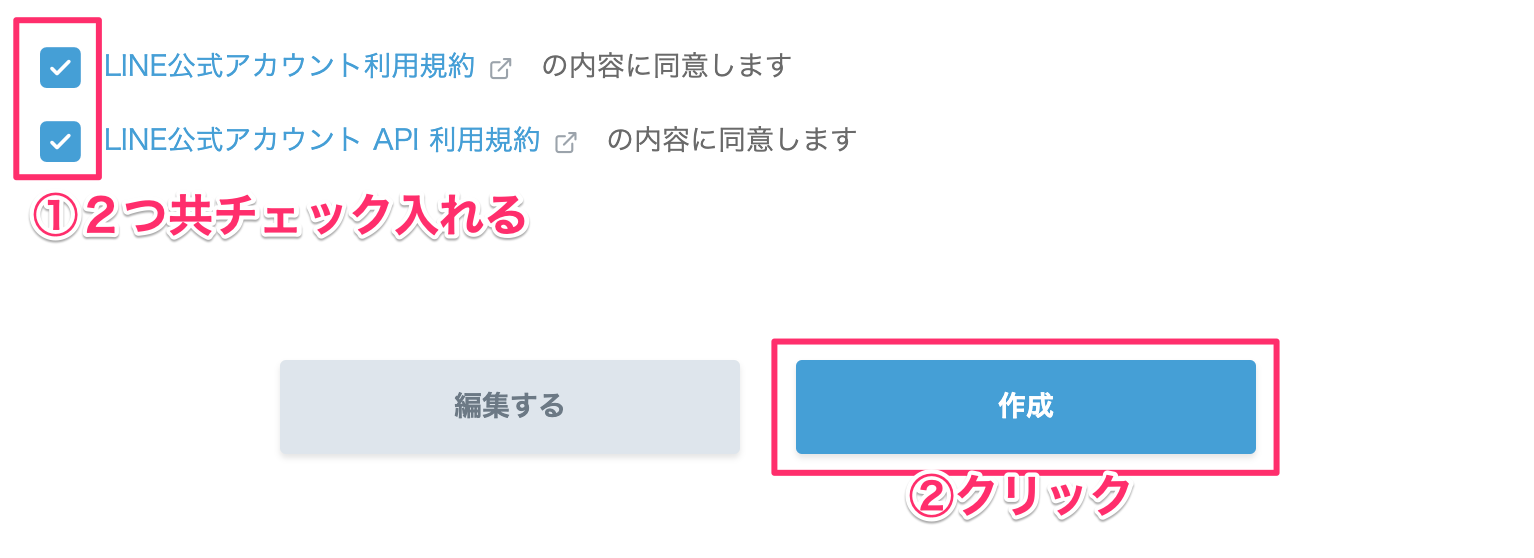 LINE公式アカウント利用規約 の内容に同意します
LINE公式アカウント API 利用規約 の内容に同意します
①２つ共チェック入れる
編集する
作成
②クリック